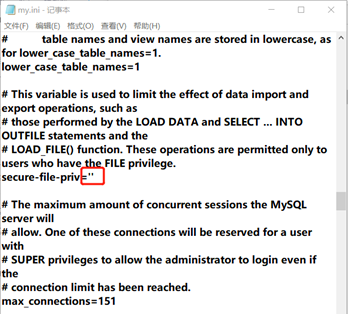 my.ini - 记事本
文件(F) 编辑(E) 格式(O) 查看(V) 帮助(H)
# table names and view names are stored in lowercase, as
for lower_case_table_names=1.
lower_case_table_names=1
# This variable is used to limit the effect of data import and
export operations, such as
# those performed by the LOAD DATA and SELECT ... INTO
OUTFILE statements and the
# LOAD_FILE() function. These operations are permitted only to
users who have the FILE privilege.
secure-file-priv=''
# The maximum amount of concurrent sessions the MySQL
server will
# allow. One of these connections will be reserved for a user
with
# SUPER privileges to allow the administrator to login even if
the
# connection limit has been reached.
max_connections=151